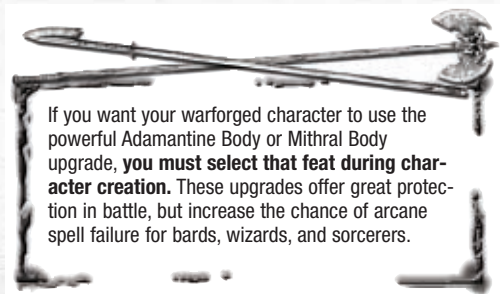 If you want your warforged character to use the
powerful Adamantine Body or Mithral Body
upgrade, you must select that feat during char-
acter creation. These upgrades offer great protec-
tion in battle, but increase the chance of arcane
spell failure for bards, wizards, and sorcerers.